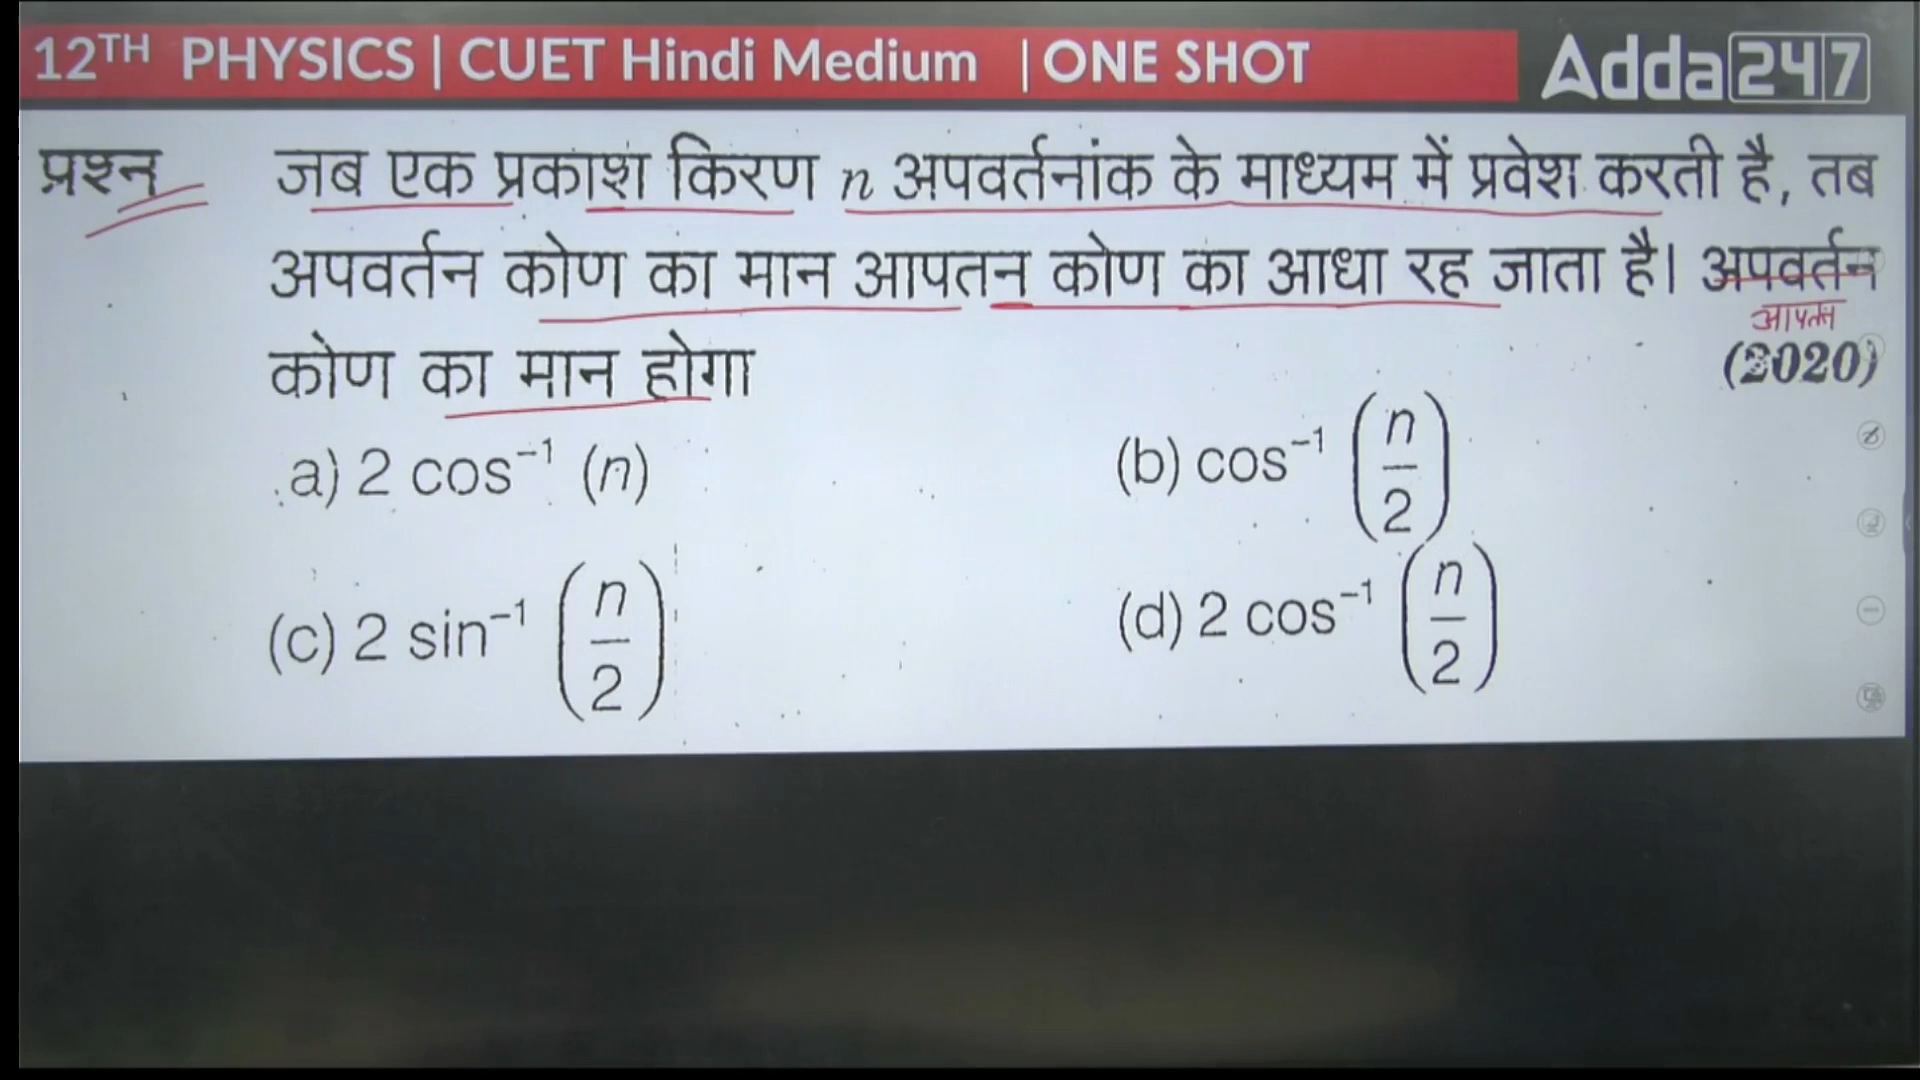 12TH PHYSICS | CUET Hindi Medium | ONE SHOT
Adda247
प्रश्न जब एक प्रकाश किरण n अपवर्तनांक के माध्यम में प्रवेश करती है, तब
अपवर्तन कोण का मान आपतन कोण का आधा रह जाता है। अपवर्तन
आपतन
कोण का मान होगा (2020)
a) 2 cos⁻¹ (n) (b) cos⁻¹ (n/2)
(c) 2 sin⁻¹ (n/2) (d) 2 cos⁻¹ (n/2)